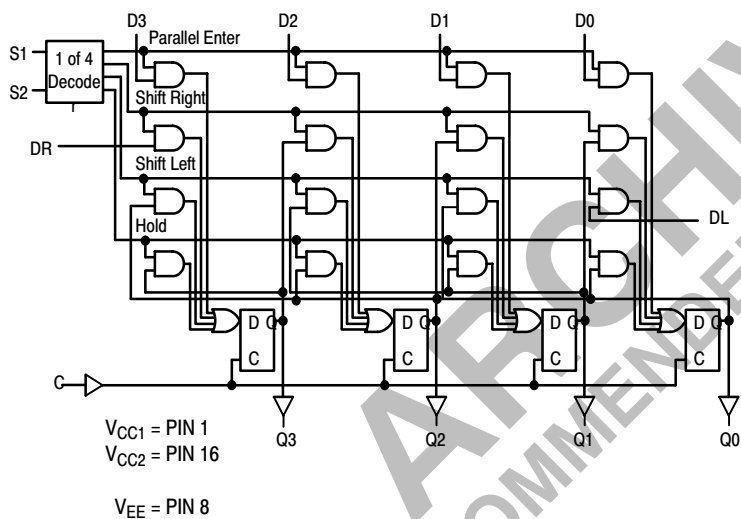 D3 D2 D1 D0
Parallel Enter
S1
1 of 4
Decode
S2
Shift Right
DR
Shift Left
DL
Hold
D Q D Q D Q D Q
C C C C
C
Q3 Q2 Q1 Q0
VCC1 = PIN 1
VCC2 = PIN 16
VEE = PIN 8